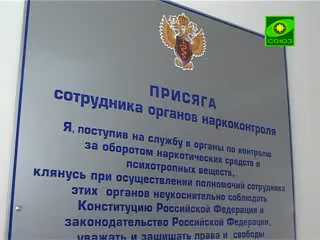 СОЮЗ
ПРИСЯГА
сотрудника органов наркоконтроля
Я, поступив на службу в органы по контролю
за оборотом наркотических средств и
психотропных веществ,
клянусь при осуществлении полномочий сотрудника
этих органов неукоснительно соблюдать
Конституцию Российской Федерации и
законодательство Российской Федерации,
уважать и защищать права и свободы